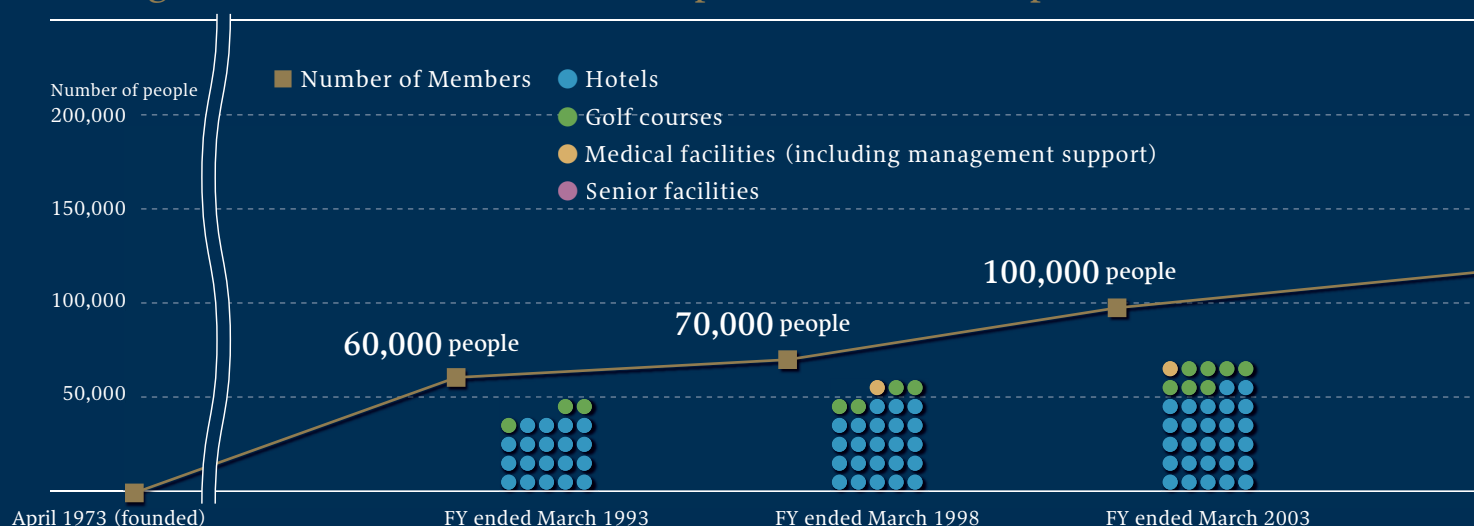 Number of Members
Hotels
Number of people
200,000
Golf courses
Medical facilities (including management support)
Senior facilities
150,000
100,000 people
100,000
70,000 people
60,000 people
50,000
April 1973 (founded)
FY ended March 1993
FY ended March 1998
FY ended March 2003